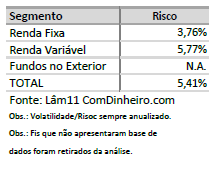 Segmento Risco
Renda Fixa 3,76%
Renda Variável 5,77%
Fundos no Exterior N.A.
TOTAL 5,41%
Fonte: Lâm11 ComDinheiro.com
Obs.: Volatilidade/Risoc sempre anualizado.
Obs.: Fis que não apresentaram base de
dados foram retirados da análise.